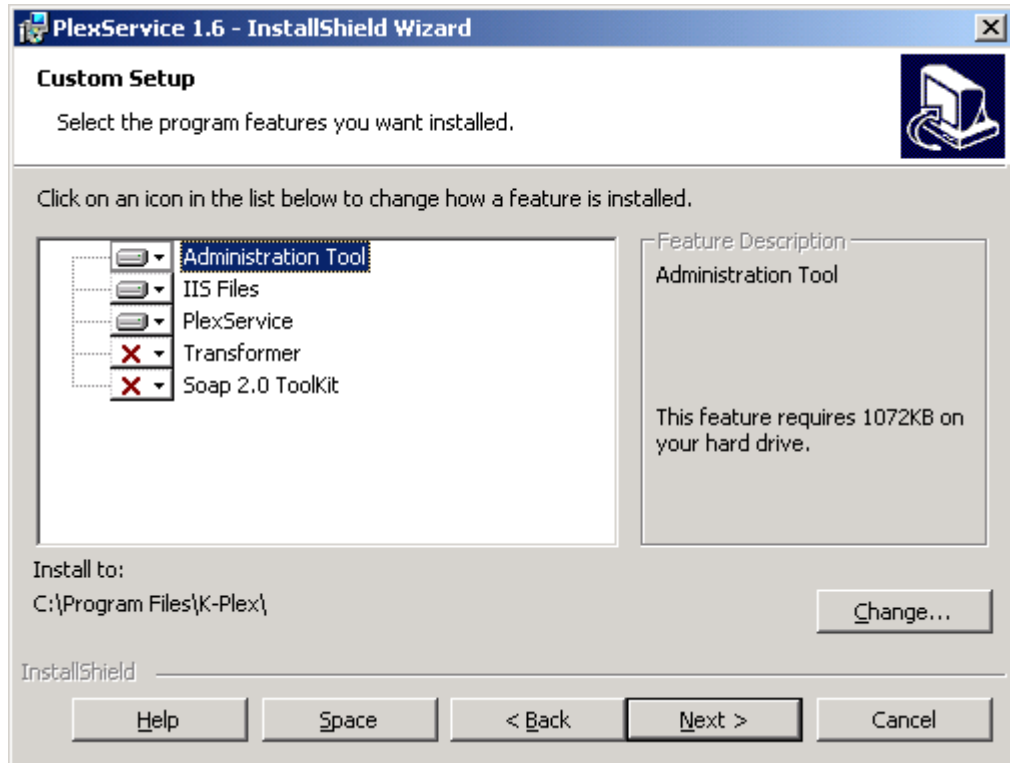 PlexService 1.6 - InstallShield Wizard
Custom Setup
Select the program features you want installed.
Click on an icon in the list below to change how a feature is installed.
Administration Tool
IIS Files
PlexService
Transformer
Soap 2.0 ToolKit
Feature Description
Administration Tool
This feature requires 1072KB on
your hard drive.
Install to:
C:\Program Files\K-Plex\
Change...
InstallShield
Help
Space
< Back
Next >
Cancel